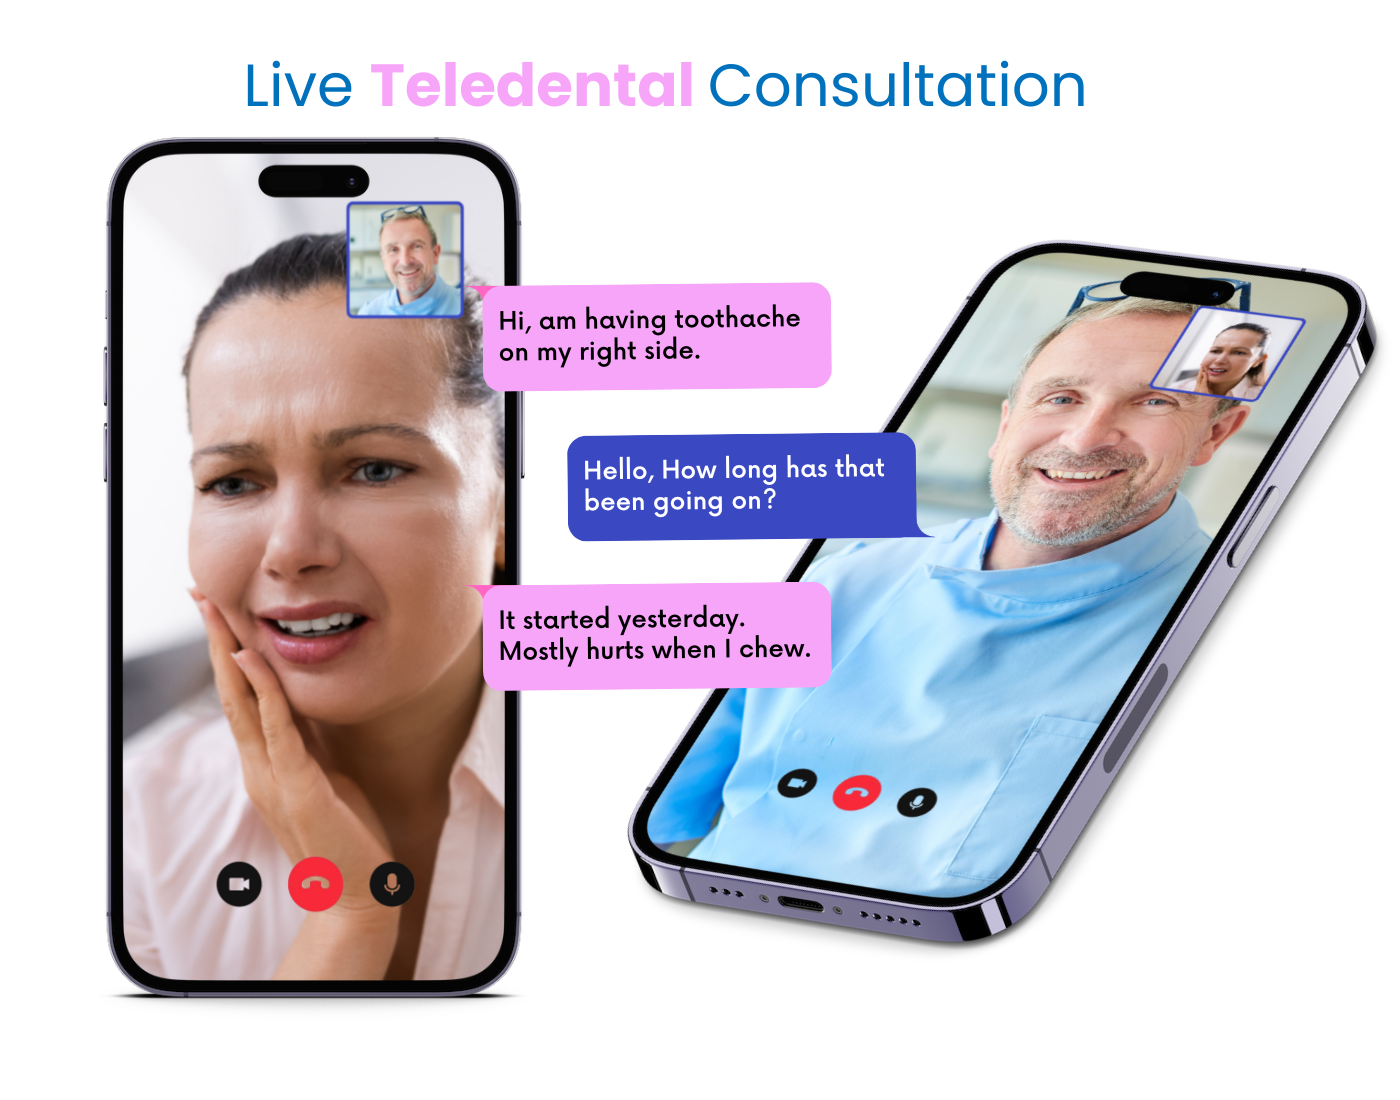 Live Teledental Consultation
Hi, am having toothache
on my right side.
Hello, How long has that
been going on?
It started yesterday.
Mostly hurts when I chew.